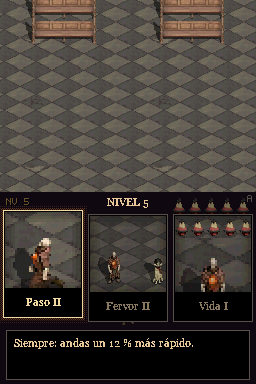 NV 5
NIVEL 5
A
Paso II
Fervor II
Vida I
Siempre: andas un 12 % más rápido.